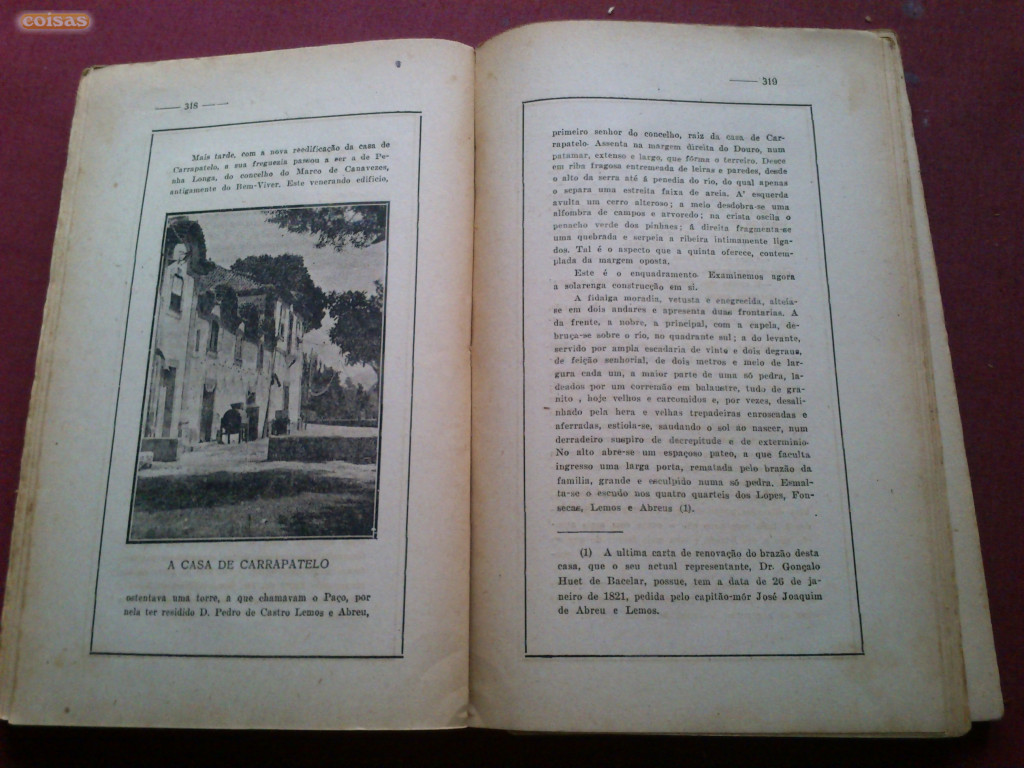 coisas
— 318 —
Mais tarde, com a nova reedificação da casa de
Carrapatelo, a sua freguesia passou a ser a de Pe-
nha Longa, do concelho do Marco de Canavezes,
antigamente do Bem-Viver. Este venerando edificio,
A CASA DE CARRAPATELO
ostentava uma torre, a que chamavam o Paço, por
nela ter residido D. Pedro de Castro Lemos e Abreu,
— 319
primeiro senhor do concelho, raiz da casa de Car-
rapatelo. Assenta na margem direita do Douro, num
patamar, extenso e largo, que fórma o terreiro. Desce
em riba fragosa entremeada de leiras e paredes, desde
o alto da serra até á penedia do rio, do qual apenas
o separa uma estreita faixa de areia. A' esquerda
avulta um cerro alteroso; a meio desdobra-se uma
alfombra de campos e arvoredo; na crista oscila o
penacho verde dos pinhaes; á direita fragmenta-se
uma quebrada e serpeia a ribeira intimamente liga-
dos. Tal é o aspecto que a quinta oferece, contem-
plada da margem oposta.
Este é o enquadramento. Examinemos agora
a solarenga construcção em si.
A fidalga moradia, vetusta e enegrecida, alteia-
se em dois andares e apresenta duas frontarias. A
da frente, a nobre, a principal, com a capela, de-
bruça-se sobre o rio, no quadrante sul; a do levante,
servido por ampla escadaria de vinte e dois degraus,
de feição senhorial, de dois metros e meio de lar-
gura cada um, a maior parte de uma só pedra, la-
deados por um corremão em balaustre, tudo de gra-
nito , hoje velhos e carcomidos e, por vezes, desali-
nhado pela hera e velhas trepadeiras enroscadas e
aferradas, estiola-se, saudando o sol ao nascer, num
derradeiro suspiro de decrepitude e de exterminio.
No alto abre-se um espaçoso pateo, a que faculta
ingresso uma larga porta, rematada pelo brazão da
familia, grande e esculpido numa só pedra. Esmal-
ta-se o escudo nos quatro quarteis dos Lópes, Fon-
secas, Lemos e Abreus (1).
(1) A ultima carta de renovação do brazão desta
casa, que o seu actual representante, Dr. Gonçalo
Huet de Bacelar, possue, tem a data de 26 de ja-
neiro de 1821, pedida pelo capitão-mór José Joaquim
de Abreu e Lemos.